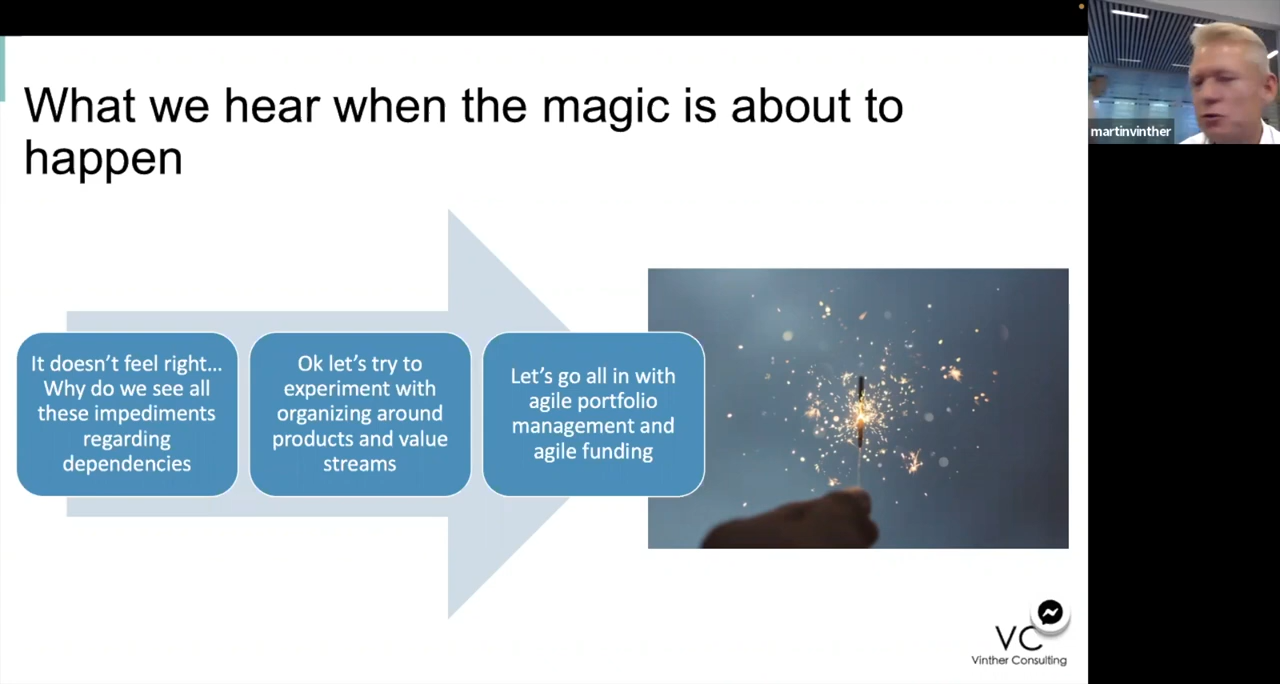 What we hear when the magic is about to
happen
martinvinther
It doesn't feel right...
Why do we see all
these impediments
regarding
dependencies
Ok let's try to
experiment with
organizing around
products and value
streams
Let's go all in with
agile portfolio
management and
agile funding
VC
Vinther Consulting